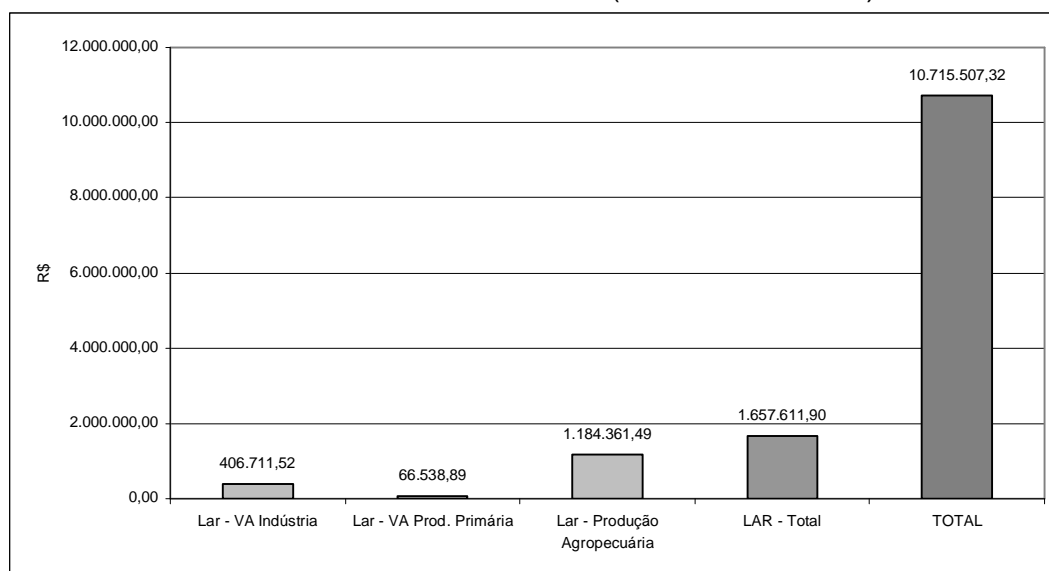 12.000.000,00
10.715.507,32
10.000.000,00
8.000.000,00
R$
6.000.000,00
4.000.000,00
2.000.000,00
1.657.611,90
1.184.361,49
406.711,52
66.538,89
0,00
Lar - VA Indústria
Lar - VA Prod. Primária
Lar - Produção
Agropecuária
LAR - Total
TOTAL